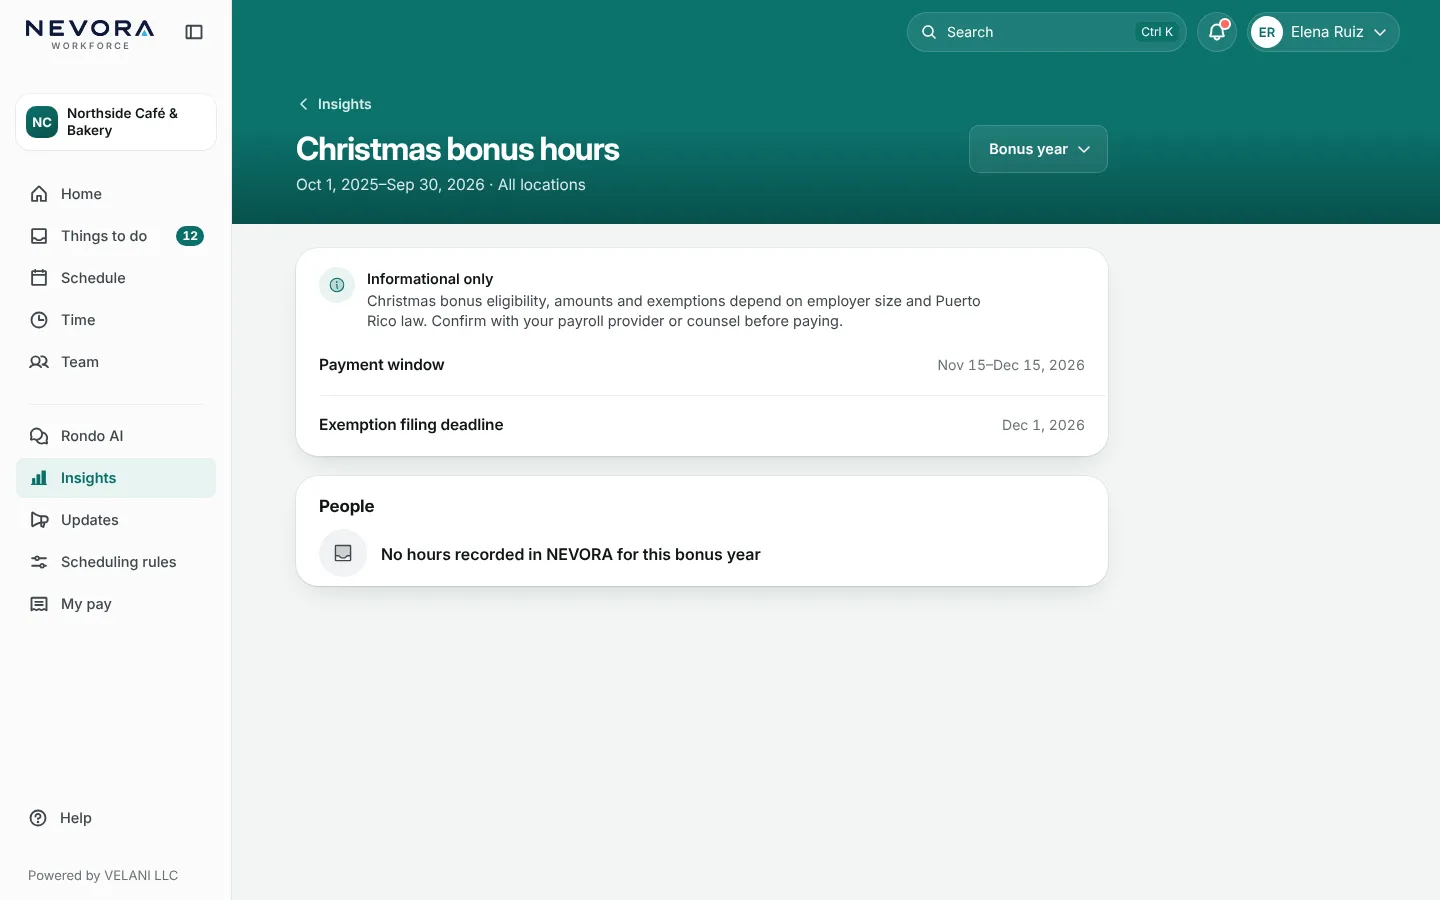 NEVORA
WORKFORCE
Search
Ctrl K
ER
Elena Ruiz
NC
Northside Café &
Bakery
Home
Things to do
12
Schedule
Time
Team
Rondo AI
Insights
Updates
Scheduling rules
My pay
Help
Powered by VELANI LLC
Insights
Christmas bonus hours
Oct 1, 2025–Sep 30, 2026 · All locations
Bonus year
Informational only
Christmas bonus eligibility, amounts and exemptions depend on employer size and Puerto
Rico law. Confirm with your payroll provider or counsel before paying.
Payment window
Nov 15–Dec 15, 2026
Exemption filing deadline
Dec 1, 2026
People
No hours recorded in NEVORA for this bonus year